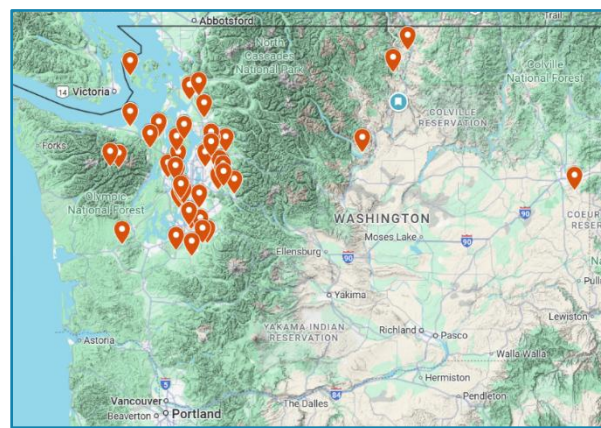 Abbotsford
Trail
North
Cascades
National Park
Colville
National Forest
14
Victoria
COLVILLE
RESERVATION
Forks
Olympic
National Forest
90
COEUR
RESE
WASHINGTON
Moses Lake
90
Ellensburg
90
Pull
Yakima
Lewiston
YAKAMA INDIAN
RESERVATION
Richland
Pasco
Astoria
Walla Walla
Hermiston
5
Vancouver
84
Pendleton
The Dalles
Beaverton
Portland